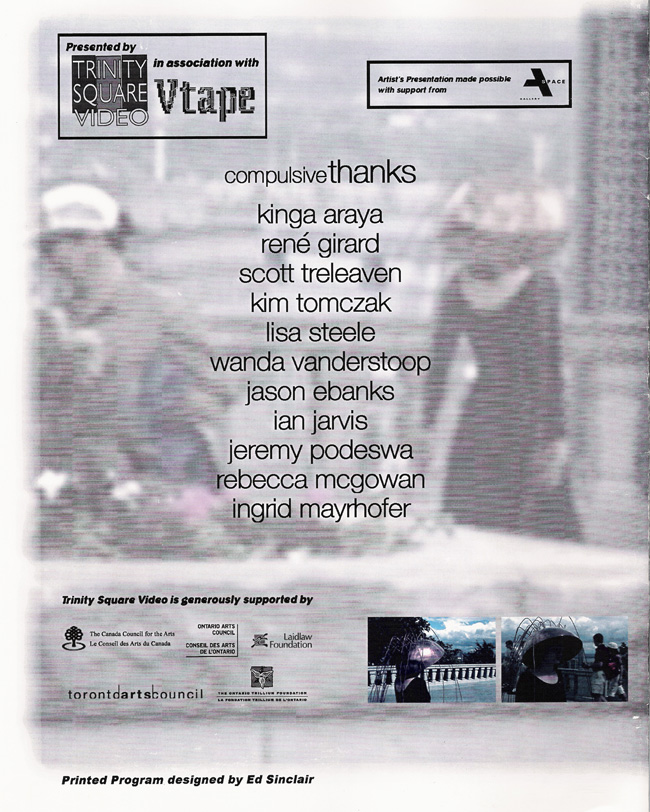 Presented by
TRINITY
SQUARE
VIDEO
in association with
Vtape
Artist's Presentation made possible
with support from
A SPACE
GALLERY
compulsivethanks
kinga araya
rené girard
scott treleaven
kim tomczak
lisa steele
wanda vanderstoop
jason ebanks
ian jarvis
jeremy podeswa
rebecca mcgowan
ingrid mayrhofer
Trinity Square Video is generously supported by
The Canada Council for the Arts
Le Conseil des Arts du Canada
ONTARIO ARTS
COUNCIL
CONSEIL DES ARTS
DE L'ONTARIO
Laidlaw
Foundation
torontoartscouncil
THE ONTARIO TRILLIUM FOUNDATION
LA FONDATION TRILLIUM DE L'ONTARIO
Printed Program designed by Ed Sinclair